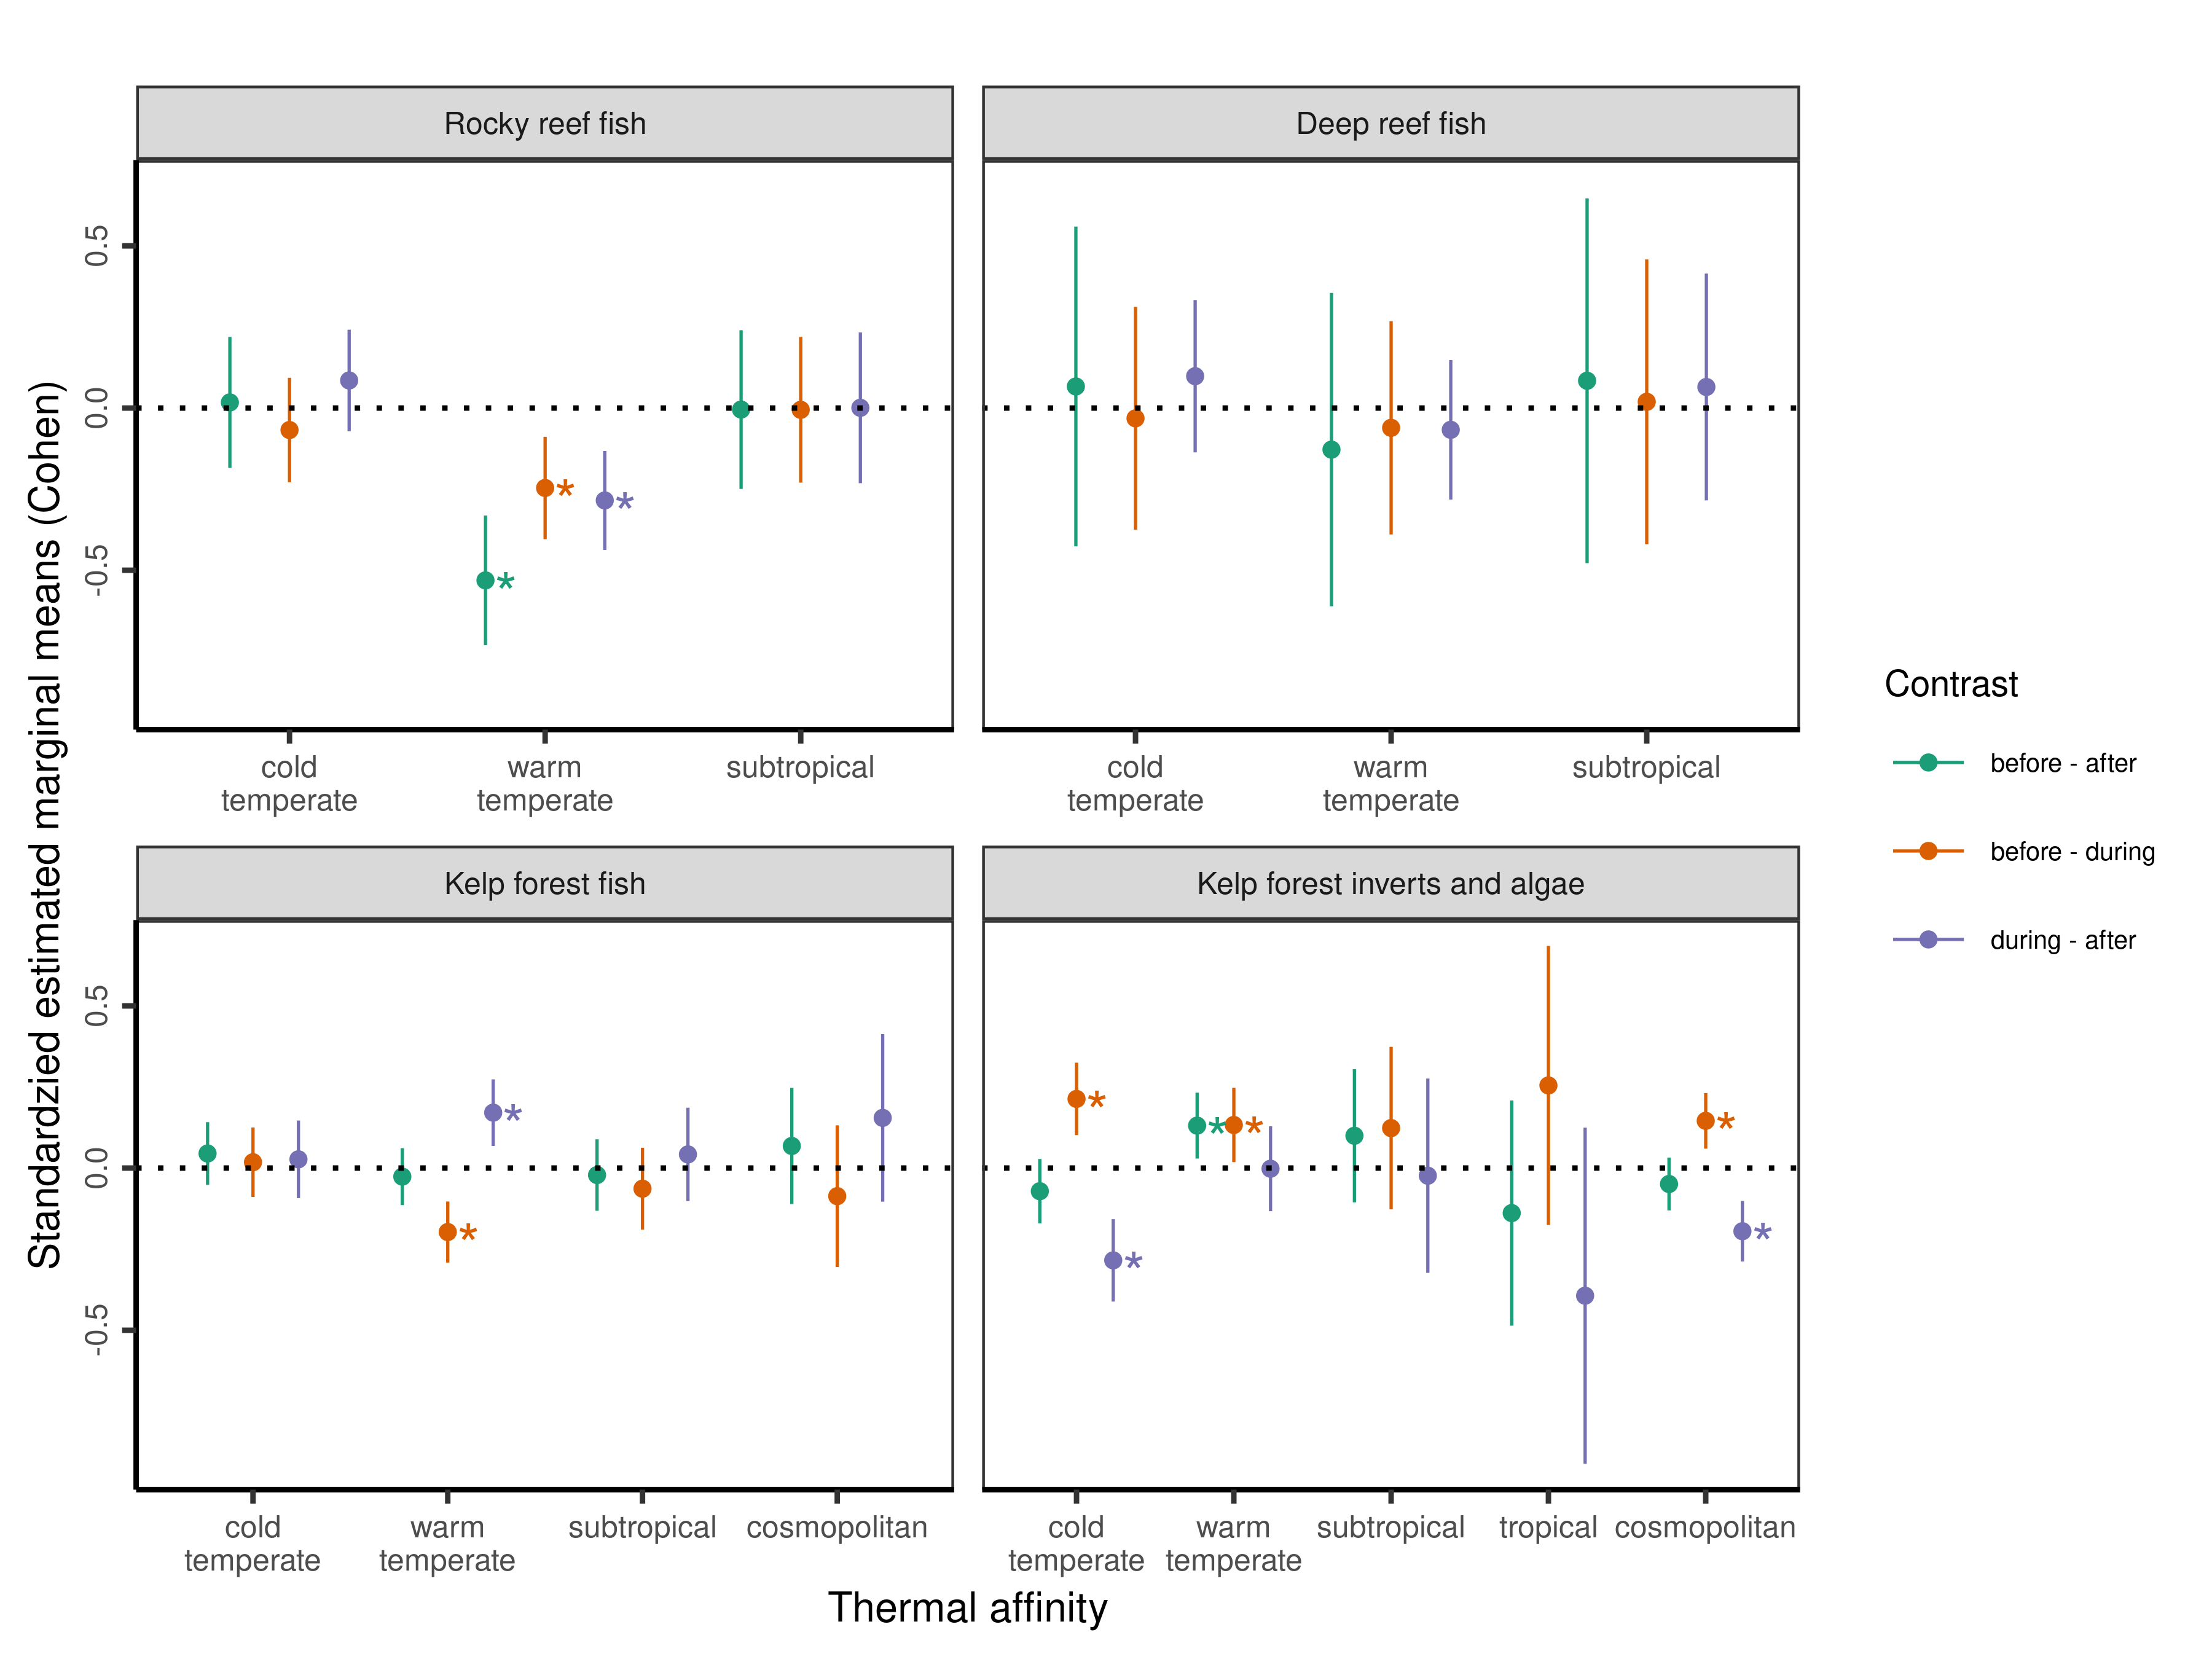 Rocky reef fish
Deep reef fish
Standardzied estimated marginal means (Cohen)
0.5
0.0
-0.5
*
*
*
cold
temperate
warm
temperate
subtropical
cold
temperate
warm
temperate
subtropical
Kelp forest fish
Kelp forest inverts and algae
0.5
0.0
-0.5
*
*
*
*
*
*
*
*
cold
temperate
warm
temperate
subtropical
cosmopolitan
cold
temperate
warm
temperate
subtropical
tropical
cosmopolitan
Thermal affinity
Contrast
before - after
before - during
during - after